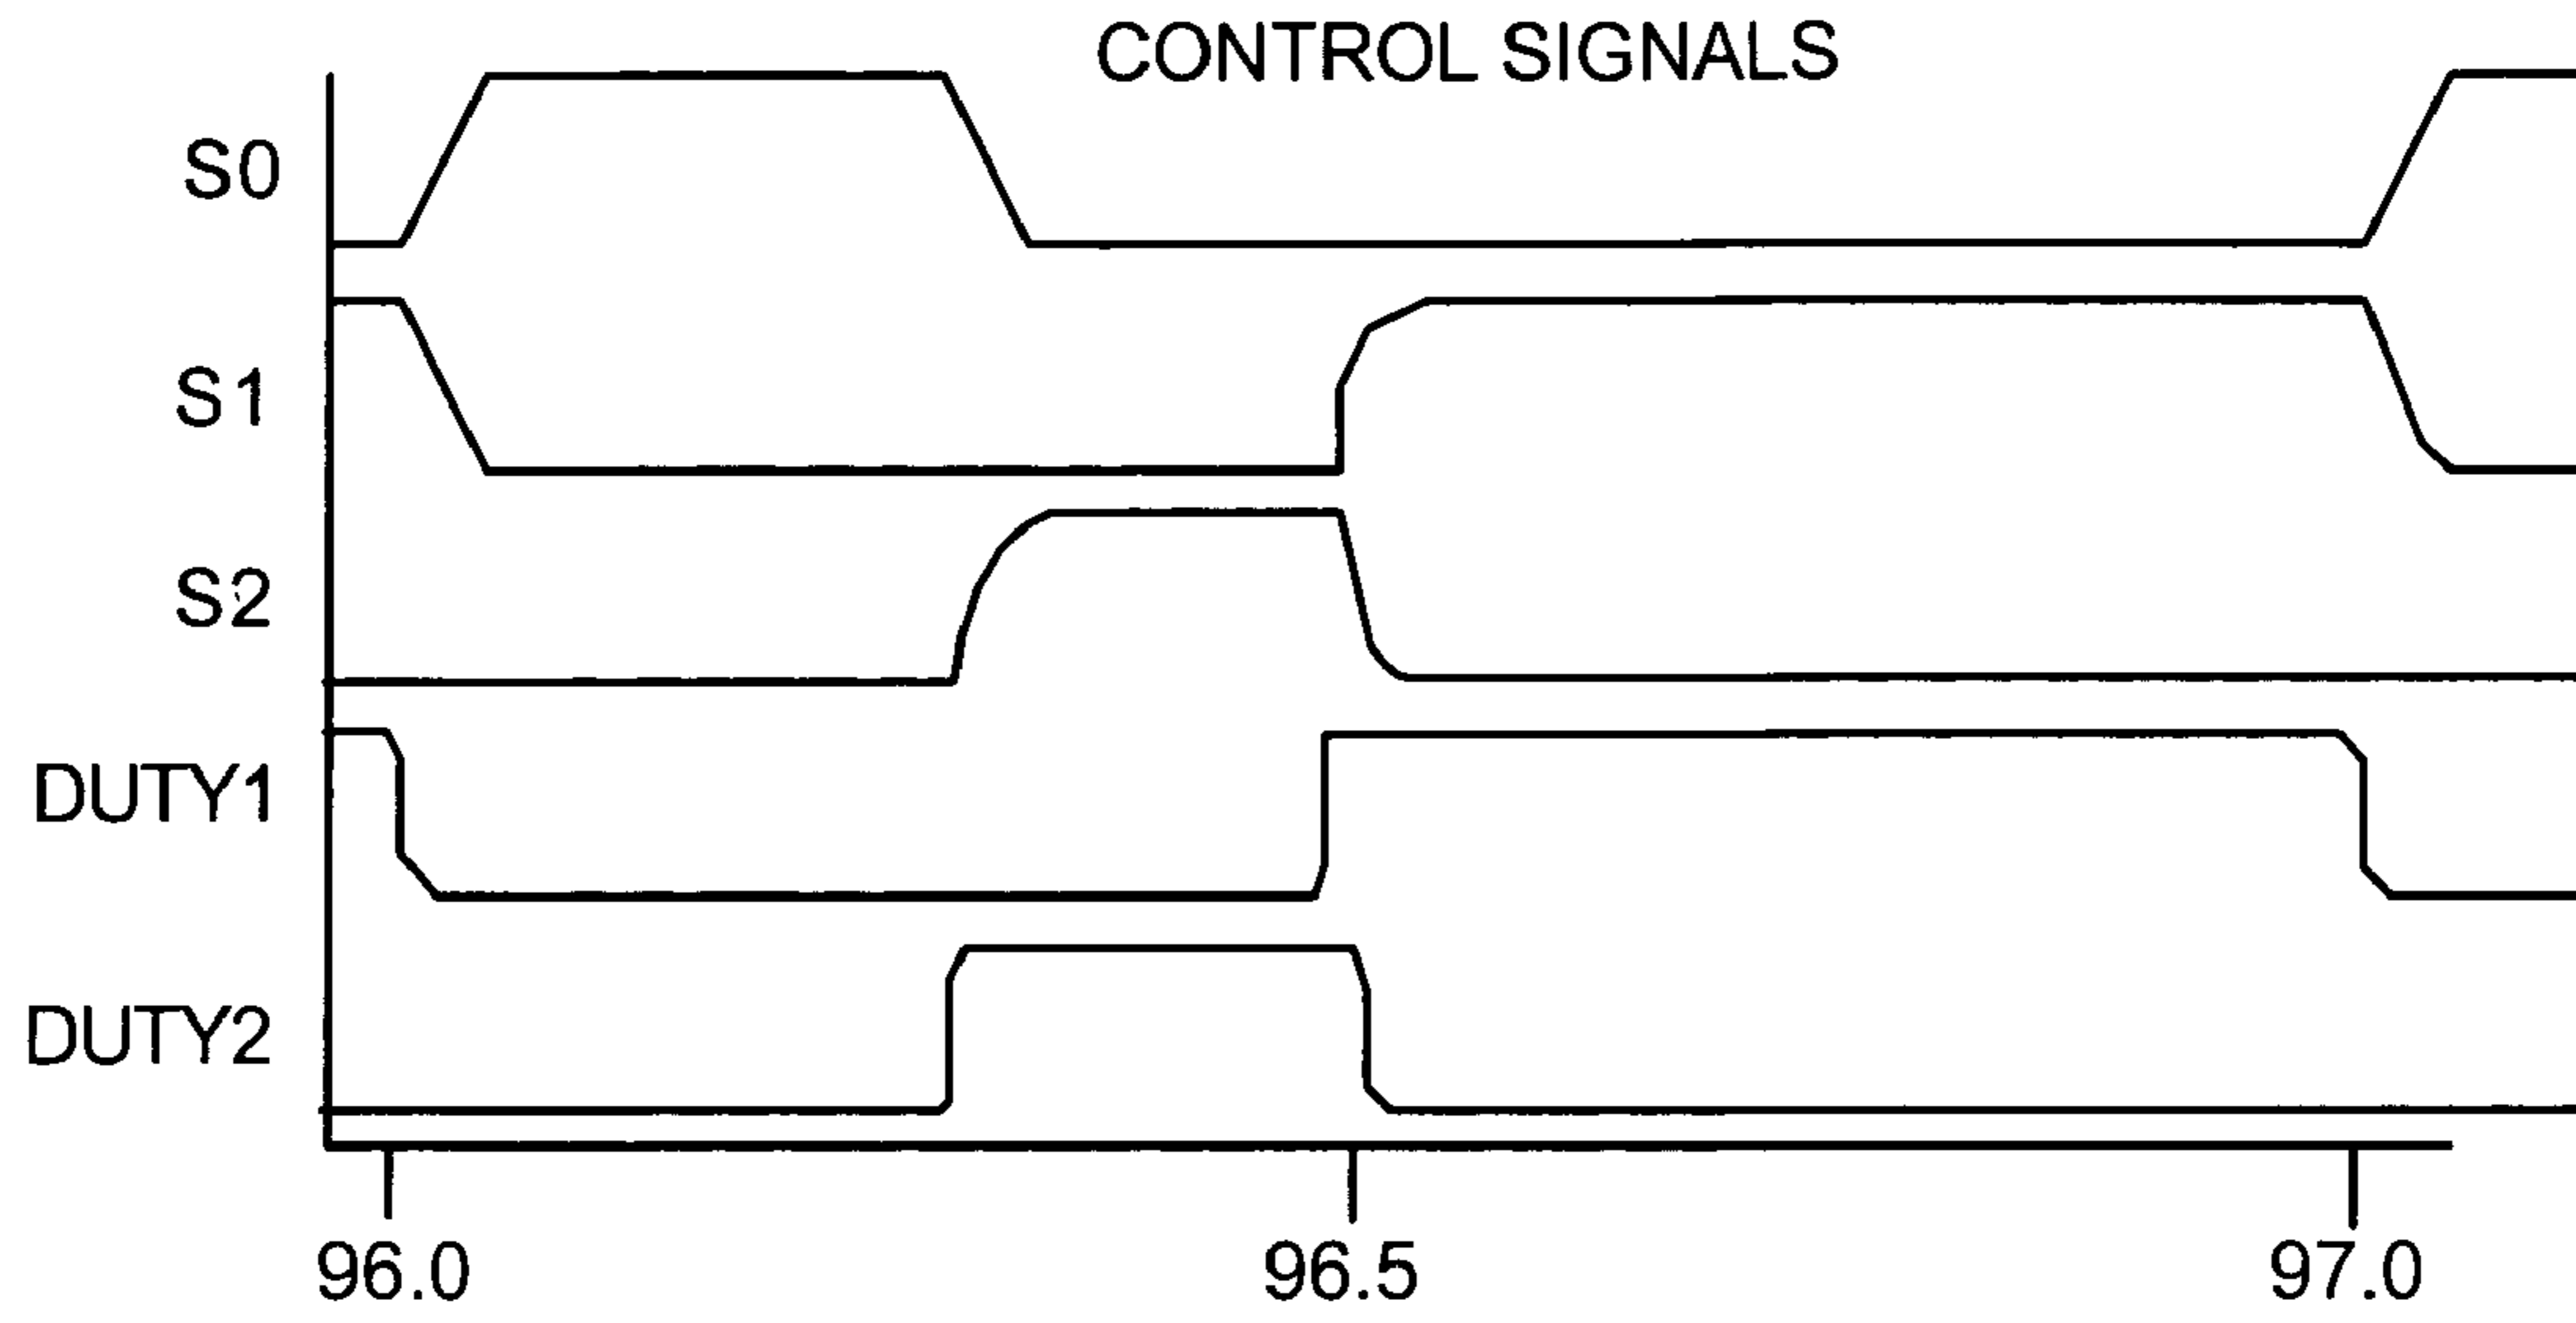 CONTROL SIGNALS
S0
S1
S2
DUTY1
DUTY2
96.0 96.5 97.0